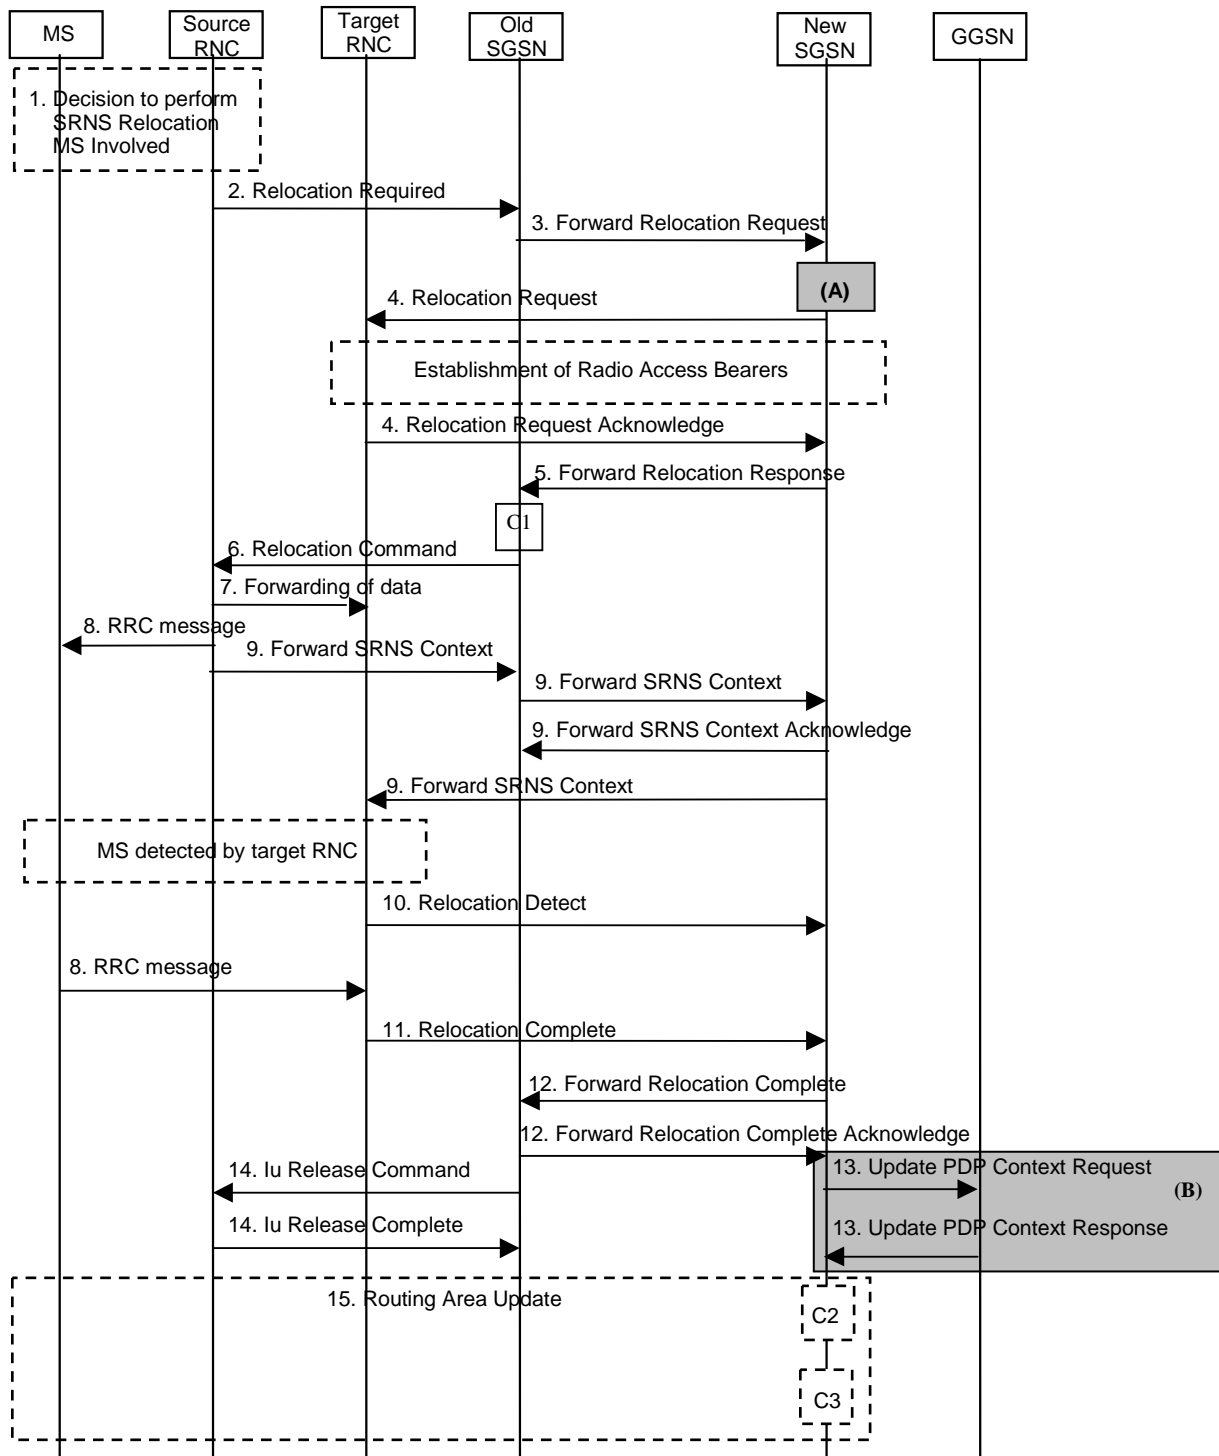 MS
Source
RNC
Target
RNC
Old
SGSN
New
SGSN
GGSN
1. Decision to perform
SRNS Relocation
MS Involved
2. Relocation Required
3. Forward Relocation Request
(A)
4. Relocation Request
Establishment of Radio Access Bearers
4. Relocation Request Acknowledge
5. Forward Relocation Response
C1
6. Relocation Command
7. Forwarding of data
8. RRC message
9. Forward SRNS Context
9. Forward SRNS Context
9. Forward SRNS Context Acknowledge
9. Forward SRNS Context
MS detected by target RNC
10. Relocation Detect
8. RRC message
11. Relocation Complete
12. Forward Relocation Complete
12. Forward Relocation Complete Acknowledge
14. Iu Release Command
13. Update PDP Context Request
(B)
14. Iu Release Complete
13. Update PDP Context Response
15. Routing Area Update
C2
C3